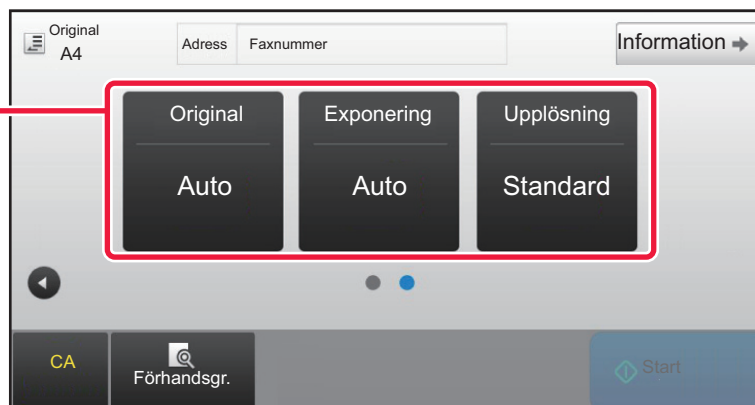 Original
A4
Adress Faxnummer
Information
Original Exponering Upplösning
Auto Auto Standard
CA
Förhandsgr.
Start